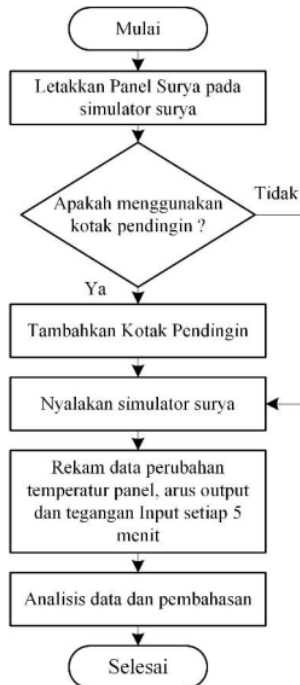 Mulai
Letakkan Panel Surya pada
simulator surya
Apakah menggunakan
kotak pendingin ?
Tidak
Ya
Tambahkan Kotak Pendingin
Nyalakan simulator surya
Rekam data perubahan
temperatur panel, arus output
dan tegangan Input setiap 5
menit
Analisis data dan pembahasan
Selesai